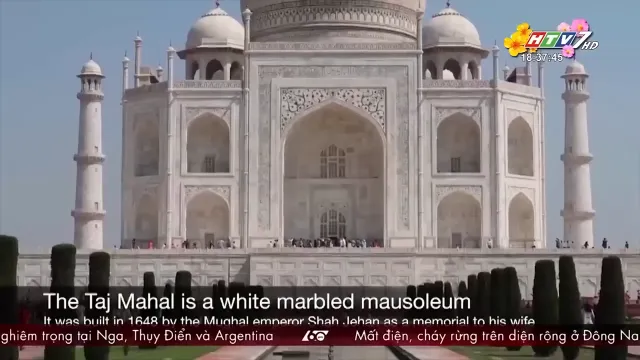 HTV7 HD
18:37:45
The Taj Mahal is a white marbled mausoleum
It was built in 1648 by the Mughal emperor Shah Jehan as a memorial to his wife
ghiêm trọng tại Nga, Thụy Điển và Argentina 60s Mất điện, cháy rừng trên diện rộng ở Đông Na